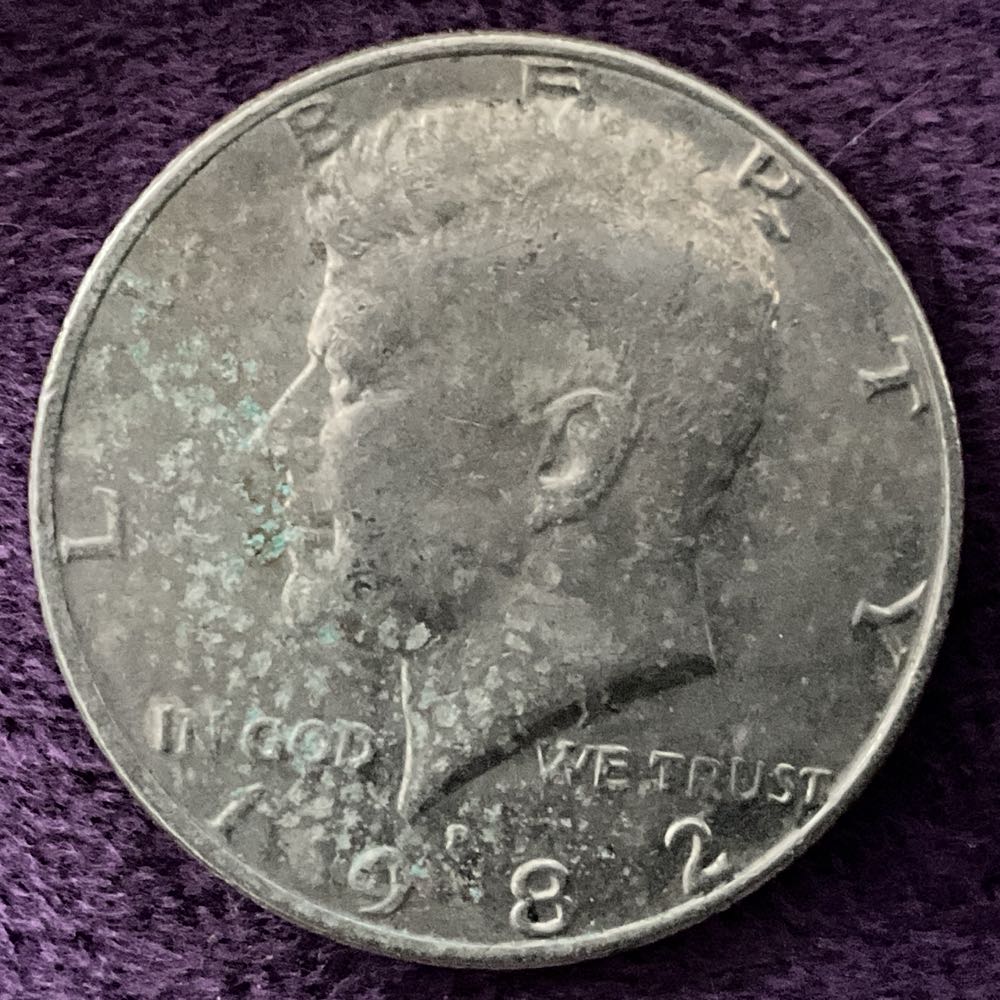 LIBERTY
IN GOD WE TRUST
P
1982